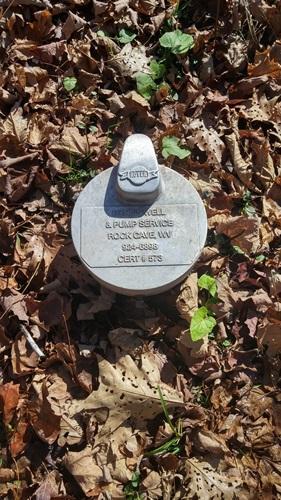 WELL
& PUMP SERVICE
ROCK CAVE, WV
924-6898
CERT # 573